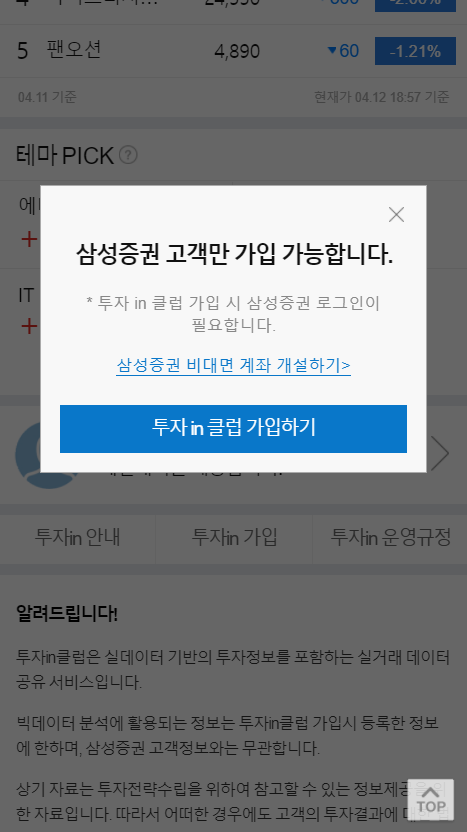 5 팬오션 4,890 ▼60 -1.21%
04.11 기준 현재가 04.12 18:57 기준
테마 PICK ?
삼성증권 고객만 가입 가능합니다.
* 투자 in 클럽 가입 시 삼성증권 로그인이
필요합니다.
삼성증권 비대면 계좌 개설하기>
IT
투자 in 클럽 가입하기
투자in 안내 투자in 가입 투자in 운영규정
알려드립니다!
투자in클럽은 실데이터 기반의 투자정보를 포함하는 실거래 데이터
공유 서비스입니다.
빅데이터 분석에 활용되는 정보는 투자in클럽 가입시 등록한 정보
에 한하며, 삼성증권 고객정보와는 무관합니다.
상기 자료는 투자전략수립을 위하여 참고할 수 있는 정보제공을 위
한 자료입니다. 따라서 어떠한 경우에도 고객의 투자결과에 대한
TOP